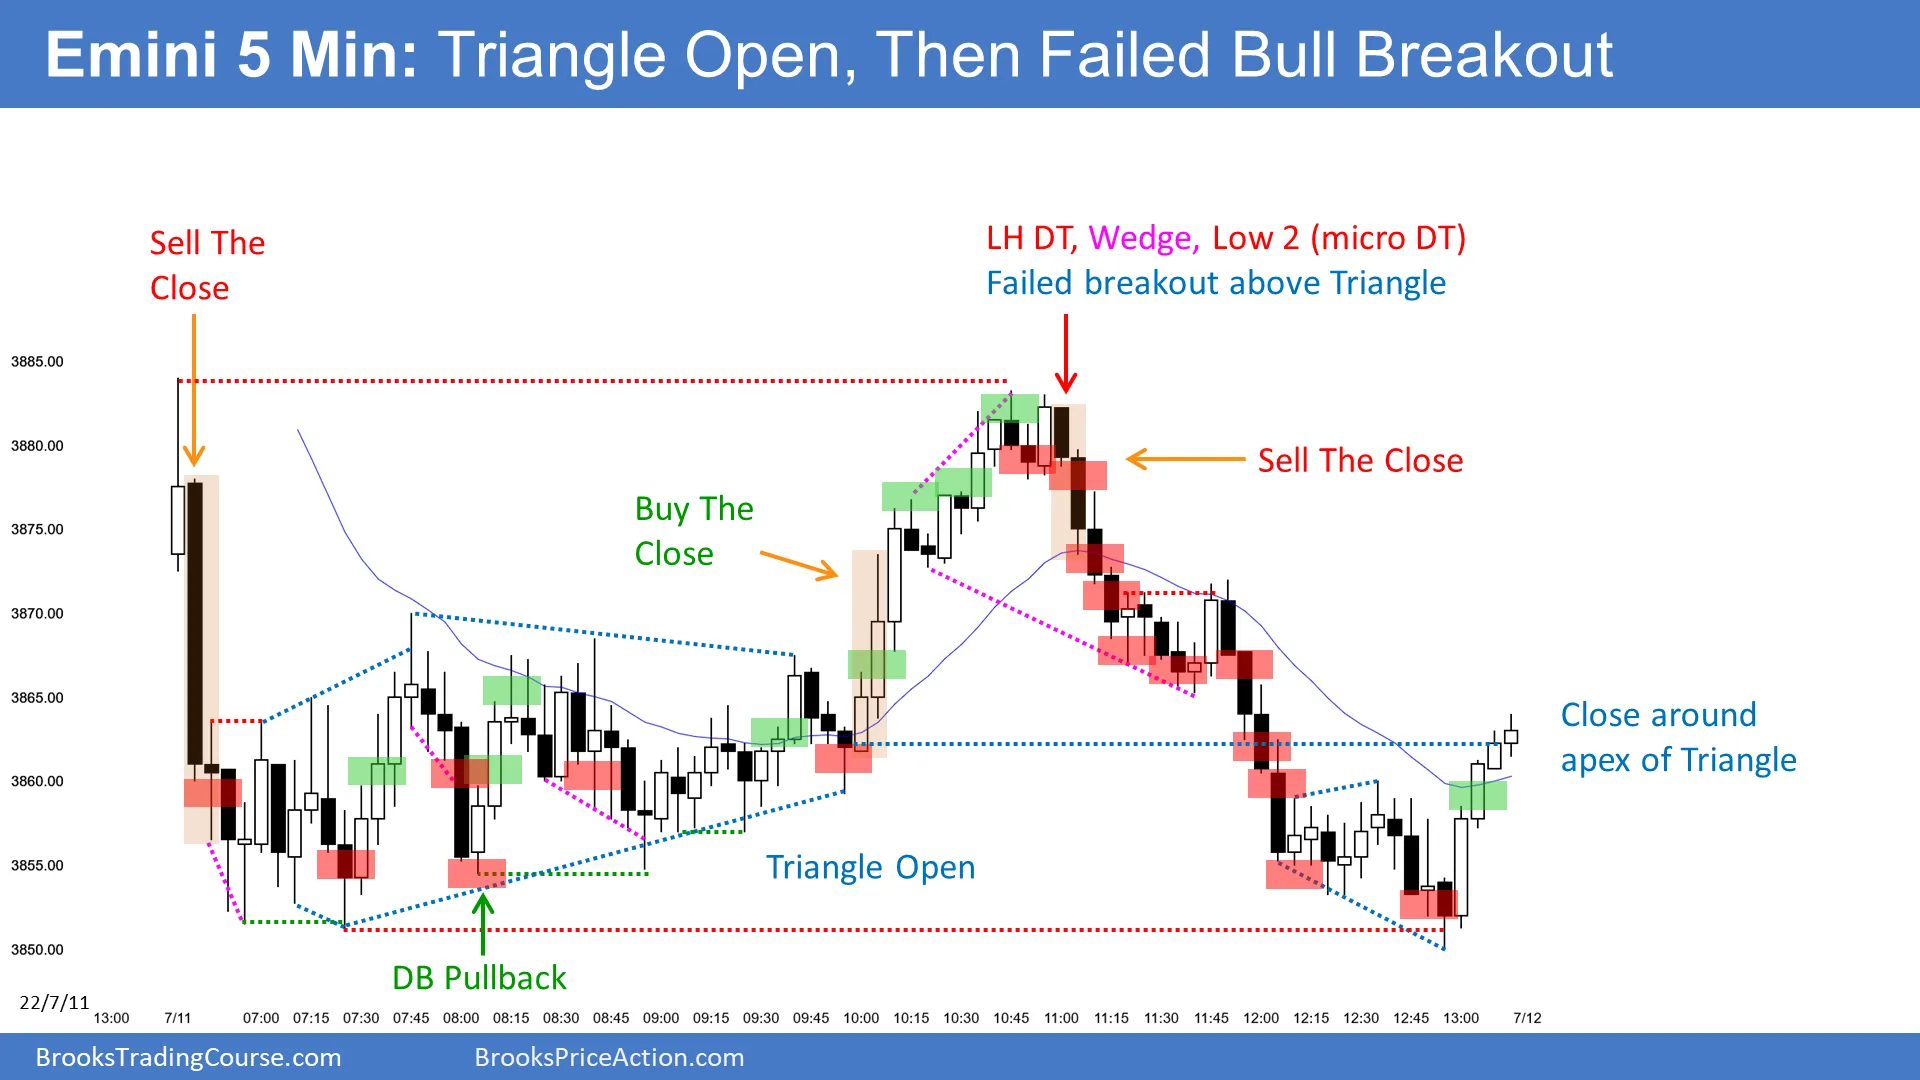 Emini 5 Min: Triangle Open, Then Failed Bull Breakout
Sell The
Close
LH DT, Wedge, Low 2 (micro DT)
Failed breakout above Triangle
3885.00
3880.00
3875.00
3870.00
3865.00
3860.00
3855.00
3850.00
Sell The Close
Buy The
Close
Close around
apex of Triangle
Triangle Open
DB Pullback
22/7/11
13:00 7/11 07:00 07:15 07:30 07:45 08:00 08:15 08:30 08:45 09:00 09:15 09:30 09:45 10:00 10:15 10:30 10:45 11:00 11:15 11:30 11:45 12:00 12:15 12:30 12:45 13:00 7/12
BrooksTradingCourse.com BrooksPriceAction.com